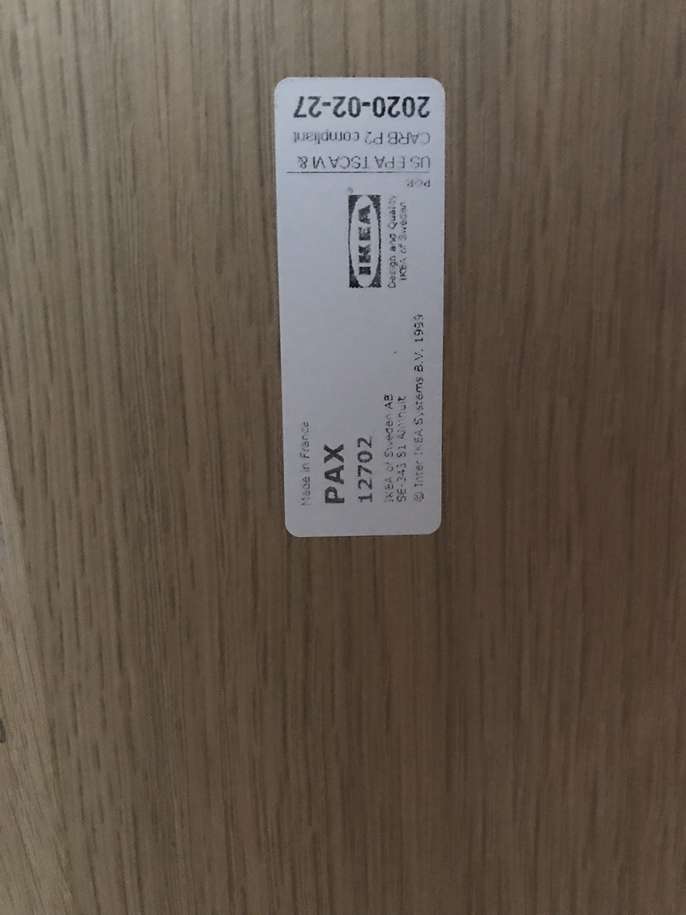 Made in France
PAX
12702
IKEA of Sweden AB
SE-343 81 Älmhult
© Inter IKEA Systems B.V. 1999
IKEA
®
Design and Quality
IKEA of Sweden
US EPA TSCA VI &
CARB P2 compliant
2020-02-27